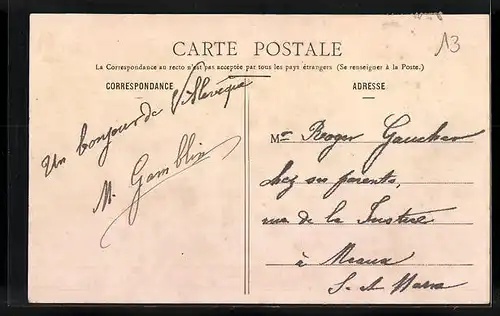 13
CARTE POSTALE
La Correspondance au recto n'est pas acceptée par tous les pays étrangers (Se renseigner à la Poste.)
CORRESPONDANCE
Un bonjour de Villevêque
M. Gamblin
ADRESSE
Mr Roger Gaucher
chez ses parents,
rue de la Justice
à Meaux
S. et Marne